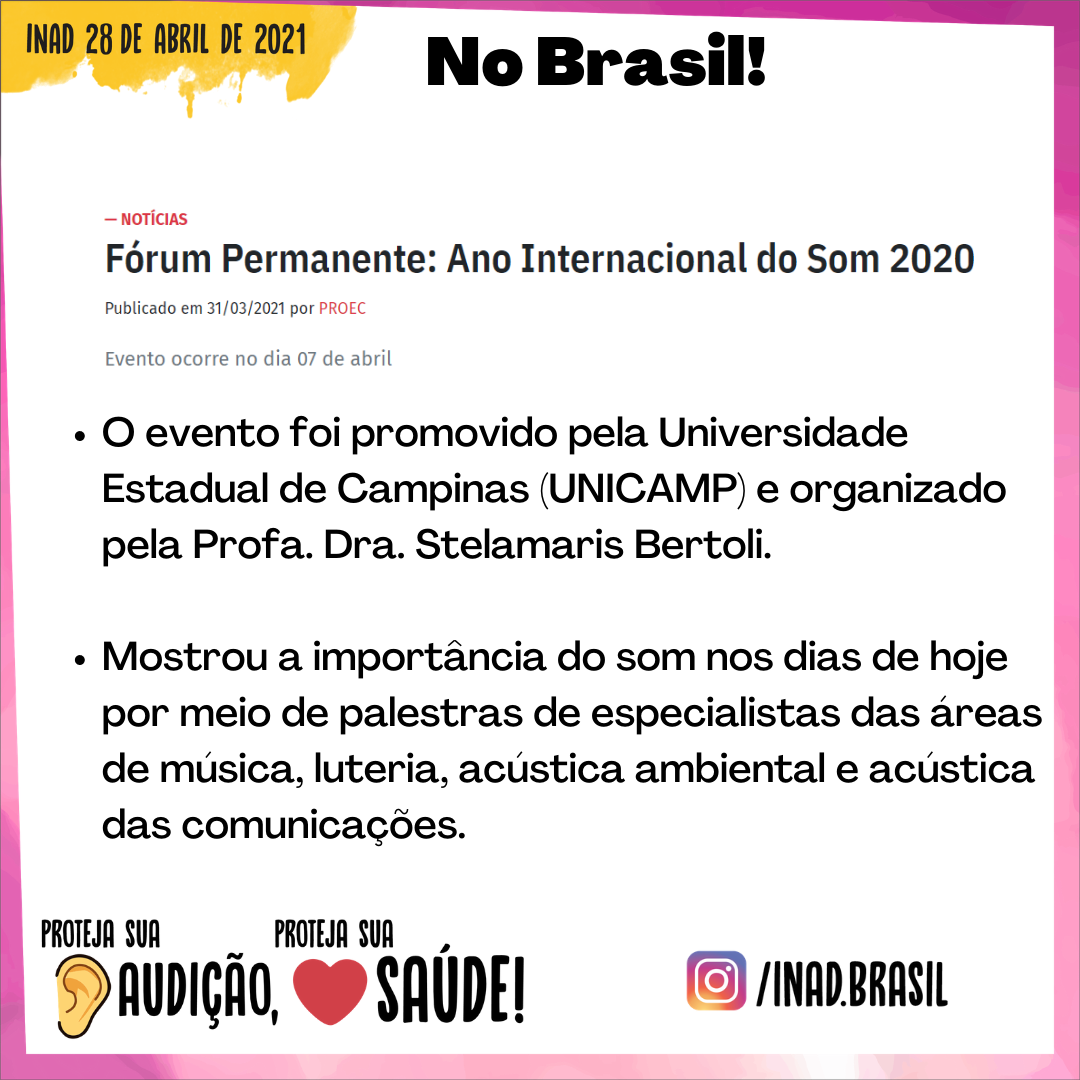 INAD 28 DE ABRIL DE 2021
No Brasil!
— NOTÍCIAS
Fórum Permanente: Ano Internacional do Som 2020
Publicado em 31/03/2021 por PROEC
Evento ocorre no dia 07 de abril
• O evento foi promovido pela Universidade
Estadual de Campinas (UNICAMP) e organizado
pela Profa. Dra. Stelamaris Bertoli.
• Mostrou a importância do som nos dias de hoje
por meio de palestras de especialistas das áreas
de música, luteria, acústica ambiental e acústica
das comunicações.
PROTEJA SUA
AUDIÇÃO,
PROTEJA SUA
SAÚDE!
/INAD.BRASIL